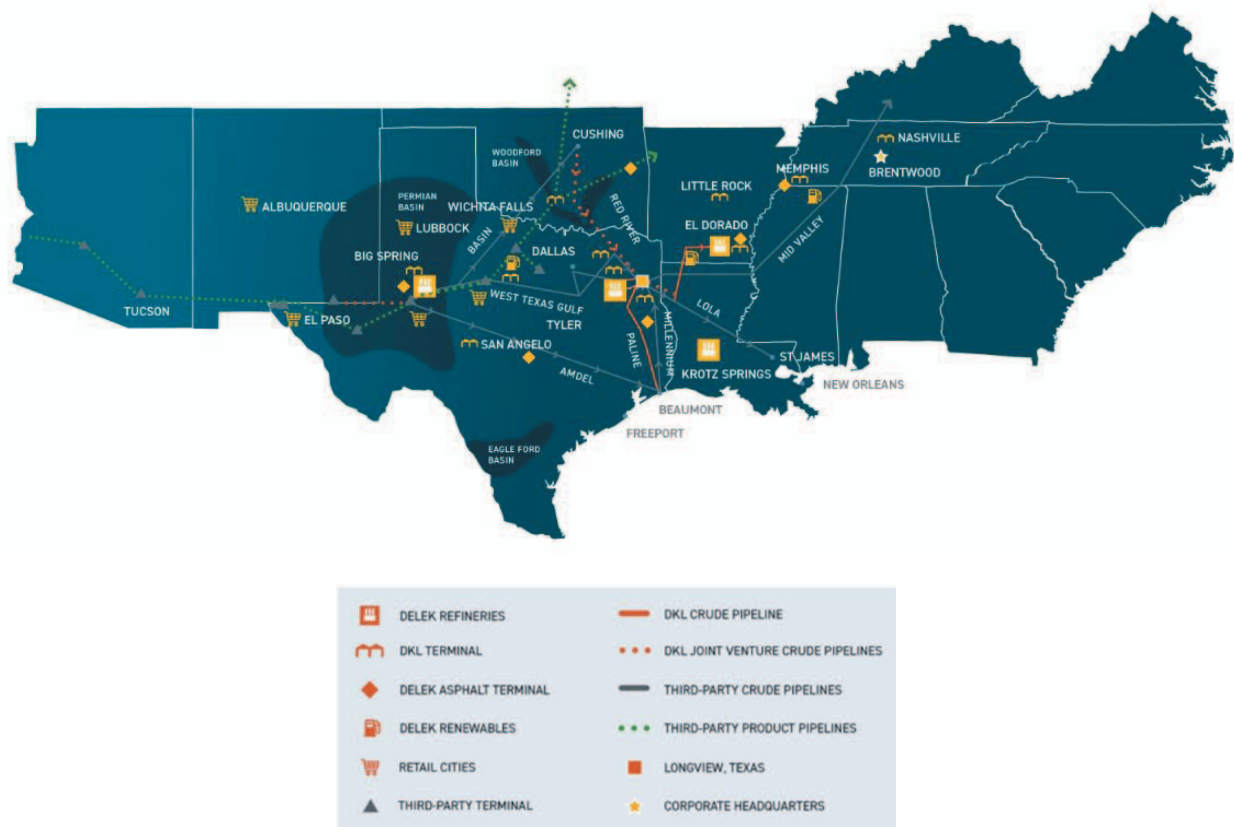 CUSHING
WOODFORD
BASIN
NASHVILLE
BRENTWOOD
MEMPHIS
LITTLE ROCK
PERMIAN
BASIN
ALBUQUERQUE
WICHITA FALLS
LUBBOCK
RED RIVER
EL DORADO
BASIN
DALLAS
MID VALLEY
BIG SPRING
WEST TEXAS GULF
LOLA
TUCSON
EL PASO
TYLER
MILLENNIUM
PALINE
SAN ANGELO
AMDEL
ST JAMES
KROTZ SPRINGS
NEW ORLEANS
BEAUMONT
FREEPORT
EAGLE FORD
BASIN
DELEK REFINERIES
DKL TERMINAL
DELEK ASPHALT TERMINAL
DELEK RENEWABLES
RETAIL CITIES
THIRD-PARTY TERMINAL
DKL CRUDE PIPELINE
DKL JOINT VENTURE CRUDE PIPELINES
THIRD-PARTY CRUDE PIPELINES
THIRD-PARTY PRODUCT PIPELINES
LONGVIEW, TEXAS
CORPORATE HEADQUARTERS